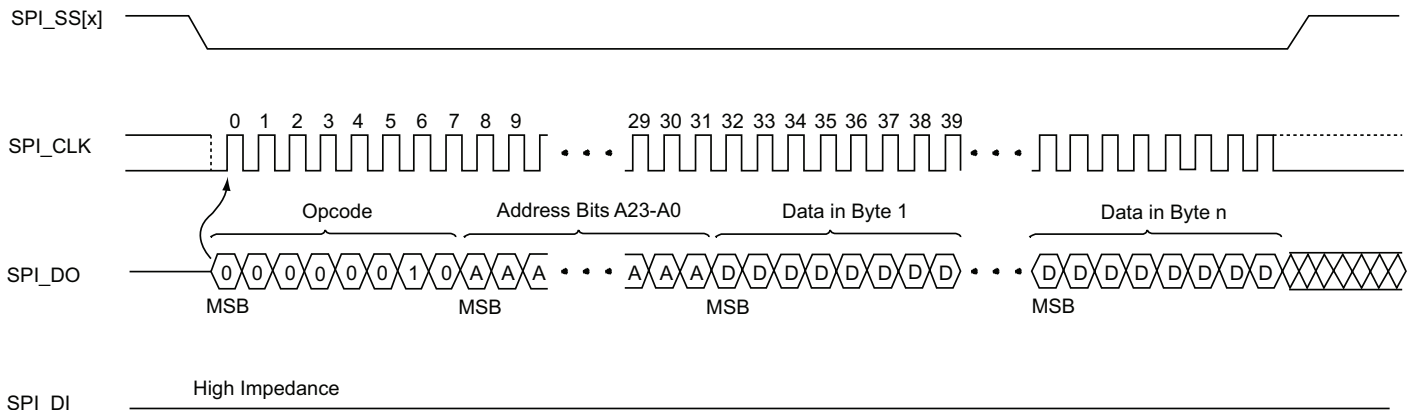 SPI_SS[x]
0 1 2 3 4 5 6 7 8 9 29 30 31 32 33 34 35 36 37 38 39
SPI_CLK
Opcode Address Bits A23-A0 Data in Byte 1 Data in Byte n
SPI_DO 0 0 0 0 0 0 1 0 A A A A A A D D D D D D D D D D D D D D D D
MSB MSB MSB MSB
High Impedance
SPI_DI